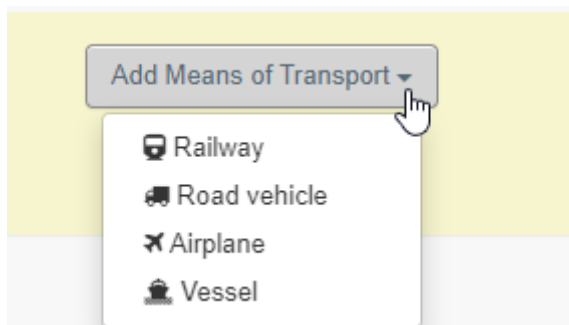 Add Means of Transport
Railway
Road vehicle
Airplane
Vessel